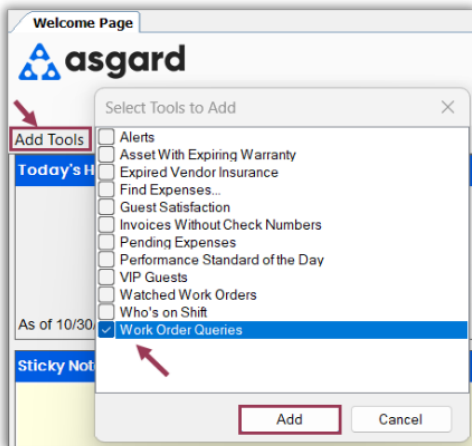 Welcome Page
asgard
Select Tools to Add
Add Tools
Alerts
Asset With Expiring Warranty
Expired Vendor Insurance
Find Expenses...
Guest Satisfaction
Invoices Without Check Numbers
Pending Expenses
Performance Standard of the Day
VIP Guests
Watched Work Orders
Who's on Shift
Work Order Queries
Today's H
As of 10/30/
Sticky Not
Add
Cancel